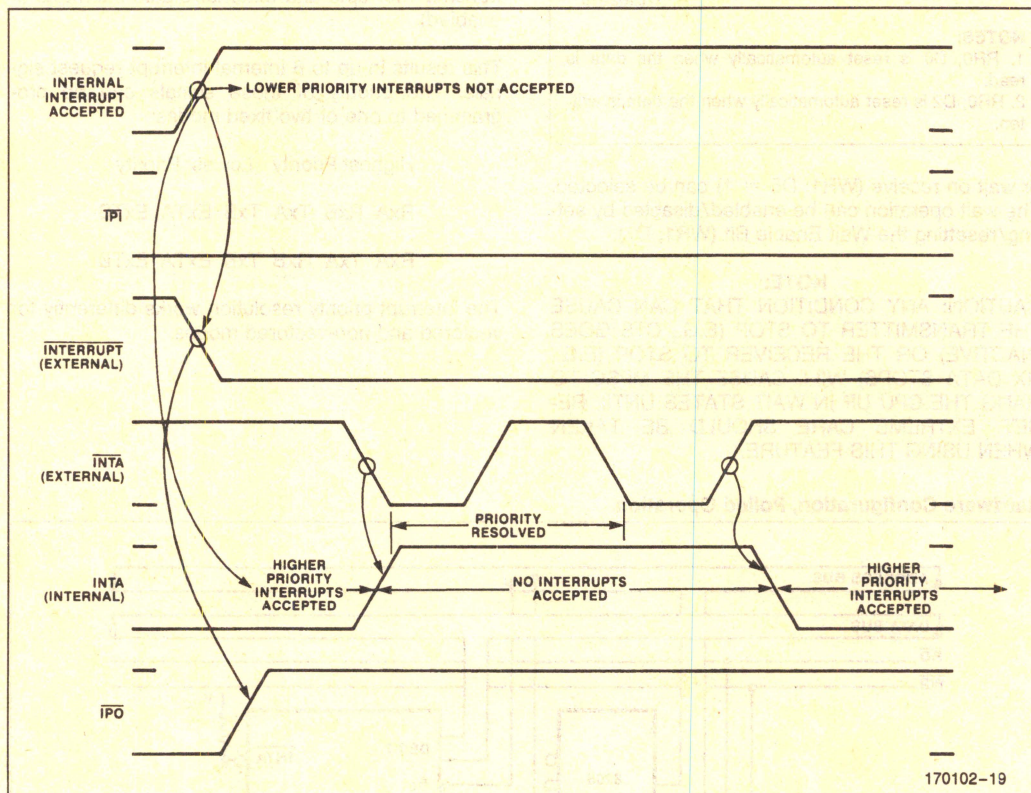 INTERNAL
INTERRUPT
ACCEPTED
LOWER PRIORITY INTERRUPTS NOT ACCEPTED
IPI
INTERRUPT
(EXTERNAL)
INTA
(EXTERNAL)
PRIORITY
RESOLVED
INTA
(INTERNAL)
HIGHER
PRIORITY
INTERRUPTS
ACCEPTED
NO INTERRUPTS
ACCEPTED
HIGHER
PRIORITY
INTERRUPTS
ACCEPTED
IPO
170102-19